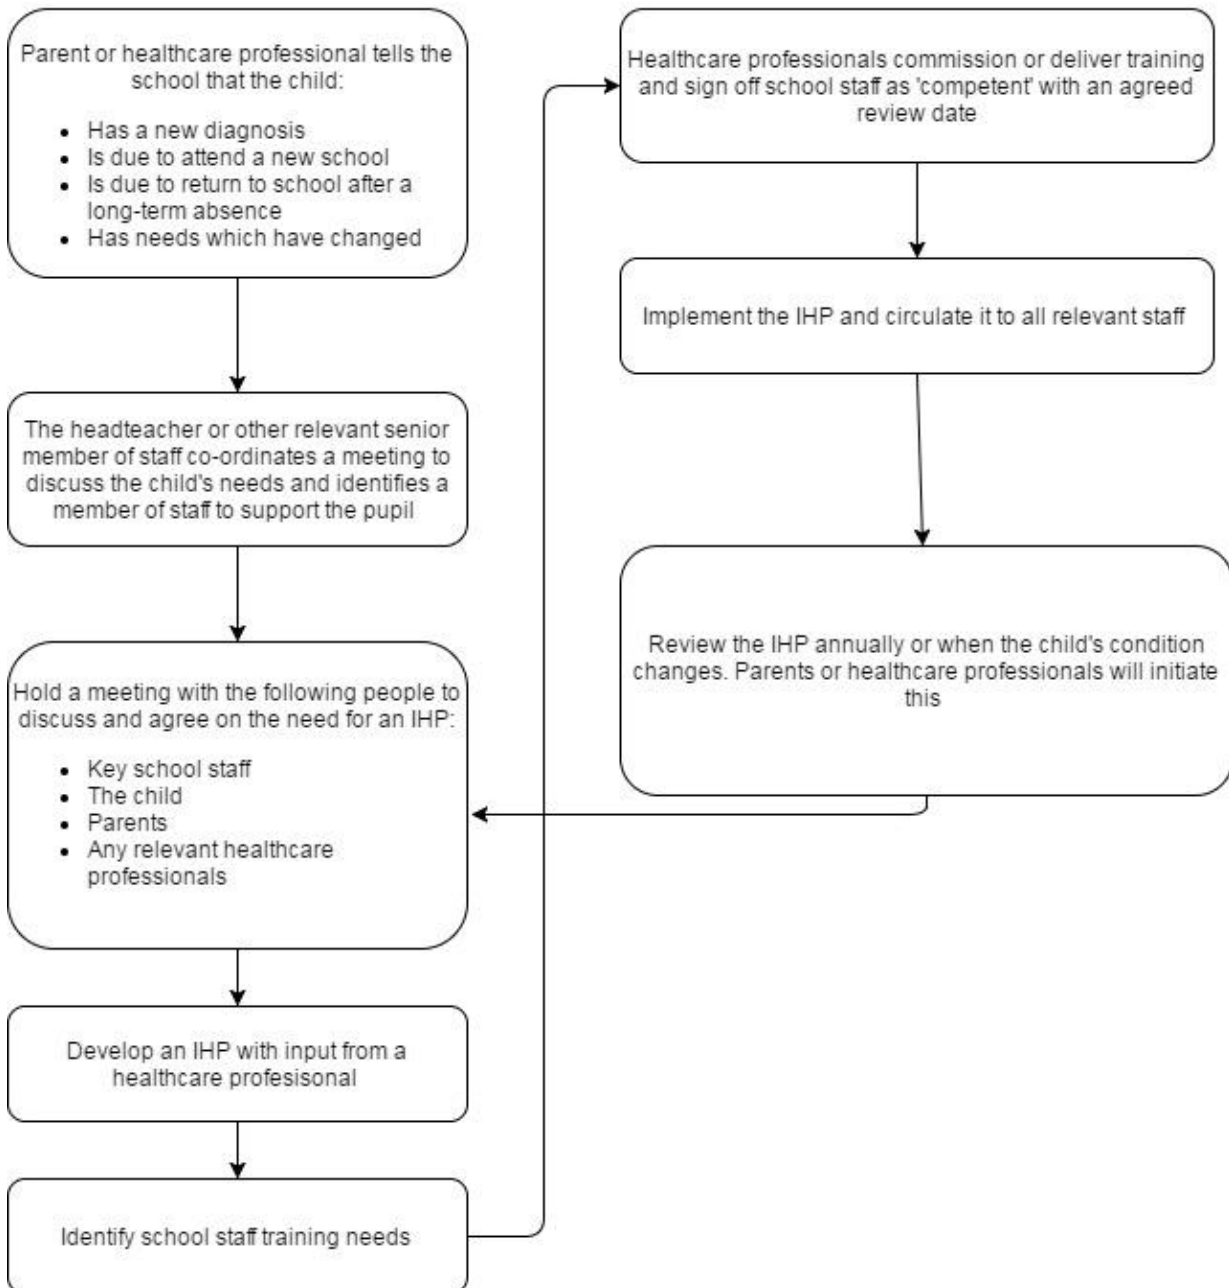 Parent or healthcare professional tells the
school that the child:
• Has a new diagnosis
• Is due to attend a new school
• Is due to return to school after a
long-term absence
• Has needs which have changed
The headteacher or other relevant senior
member of staff co-ordinates a meeting to
discuss the child's needs and identifies a
member of staff to support the pupil
Hold a meeting with the following people to
discuss and agree on the need for an IHP:
• Key school staff
• The child
• Parents
• Any relevant healthcare
professionals
Develop an IHP with input from a
healthcare profesisonal
Identify school staff training needs
Healthcare professionals commission or deliver training
and sign off school staff as 'competent' with an agreed
review date
Implement the IHP and circulate it to all relevant staff
Review the IHP annually or when the child's condition
changes. Parents or healthcare professionals will initiate
this